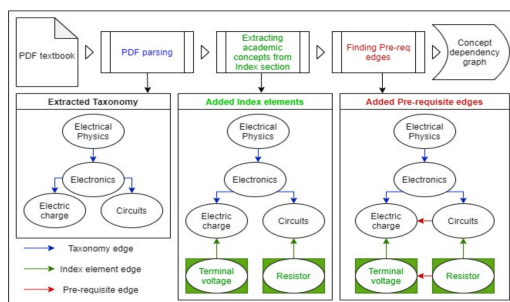 PDF textbook
PDF parsing
Extracting
academic
concepts from
Index section
Finding Pre-req
edges
Concept
dependency
graph
Extracted Taxonomy
Electrical
Physics
Electronics
Electric
charge
Circuits
Taxonomy edge
Index element edge
Pre-requisite edge
Added Index elements
Electrical
Physics
Electronics
Electric
charge
Circuits
Terminal
voltage
Resistor
Added Pre-requisite edges
Electrical
Physics
Electronics
Electric
charge
Circuits
Terminal
voltage
Resistor